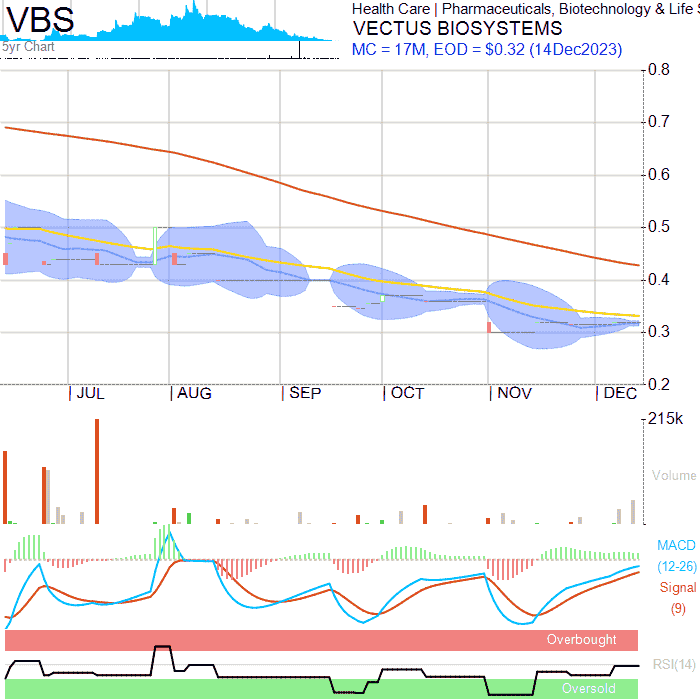 VBS
5yr Chart
Health Care | Pharmaceuticals, Biotechnology & Life S
VECTUS BIOSYSTEMS
MC = 17M, EOD = $0.32 (14Dec2023)
0.8
0.7
0.6
0.5
0.4
0.3
0.2
JUL AUG SEP OCT NOV DEC
215k
Volume
MACD
(12-26)
Signal
(9)
Overbought
RSI(14)
Oversold